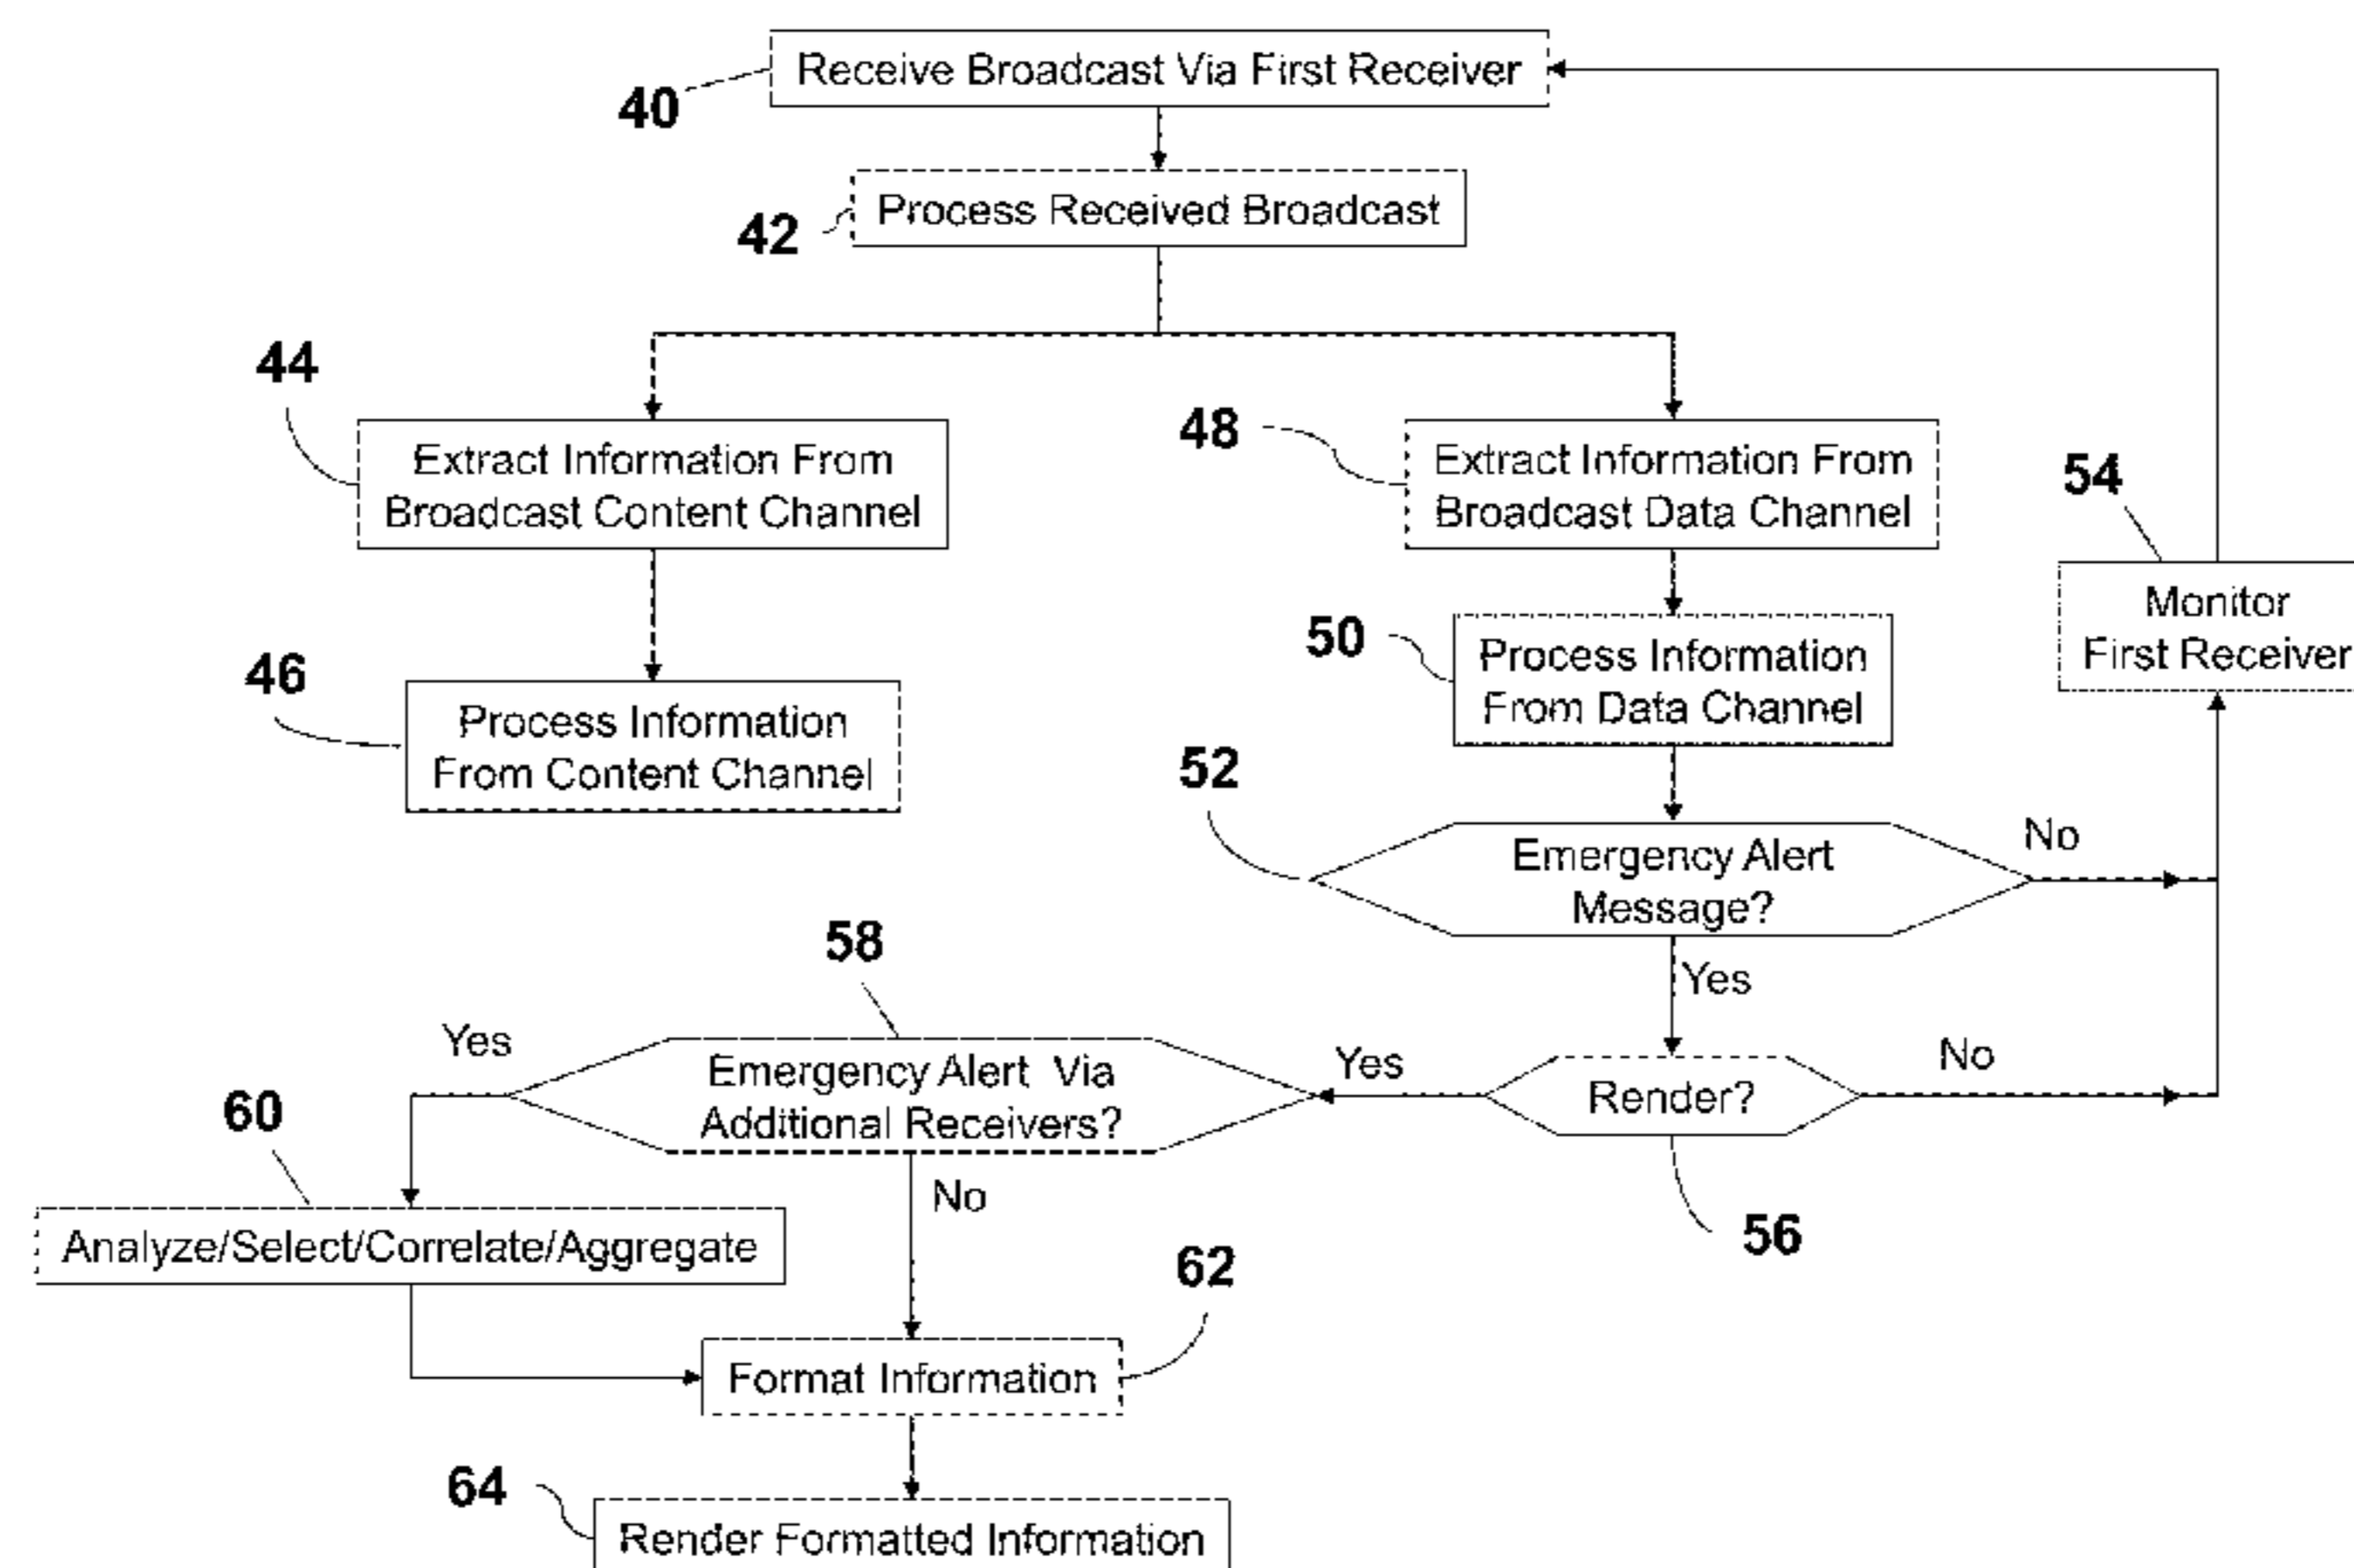 Receive Broadcast Via First Receiver
40
Process Received Broadcast
42
44
Extract Information From
Broadcast Content Channel
48
Extract Information From
Broadcast Data Channel
54
Monitor
First Receiver
46
Process Information
From Content Channel
50
Process Information
From Data Channel
52
Emergency Alert
Message?
No
Yes
58
Yes
Emergency Alert Via
Additional Receivers?
Yes
Render?
No
56
60
No
Analyze/Select/Correlate/Aggregate
62
Format Information
64
Render Formatted Information